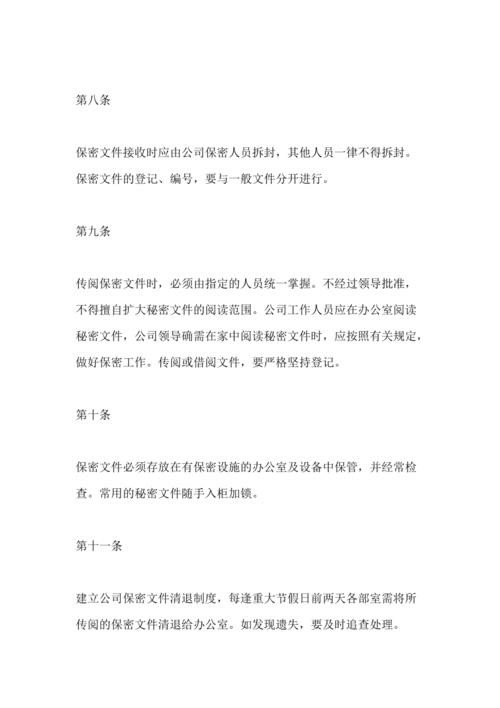 第八条
保密文件接收时应由公司保密人员拆封，其他人员一律不得拆封。
保密文件的登记、编号，要与一般文件分开进行。
第九条
传阅保密文件时，必须由指定的人员统一掌握。不经过领导批准，
不得擅自扩大秘密文件的阅读范围。公司工作人员应在办公室阅读
秘密文件，公司领导确需在家中阅读秘密文件时，应按照有关规定，
做好保密工作。传阅或借阅文件，要严格坚持登记。
第十条
保密文件必须存放在有保密设施的办公室及设备中保管，并经常检
查。常用的秘密文件随手入柜加锁。
第十一条
建立公司保密文件清退制度，每逢重大节假日前两天各部室需将所
传阅的保密文件清退给办公室。如发现遗失，要及时追查处理。